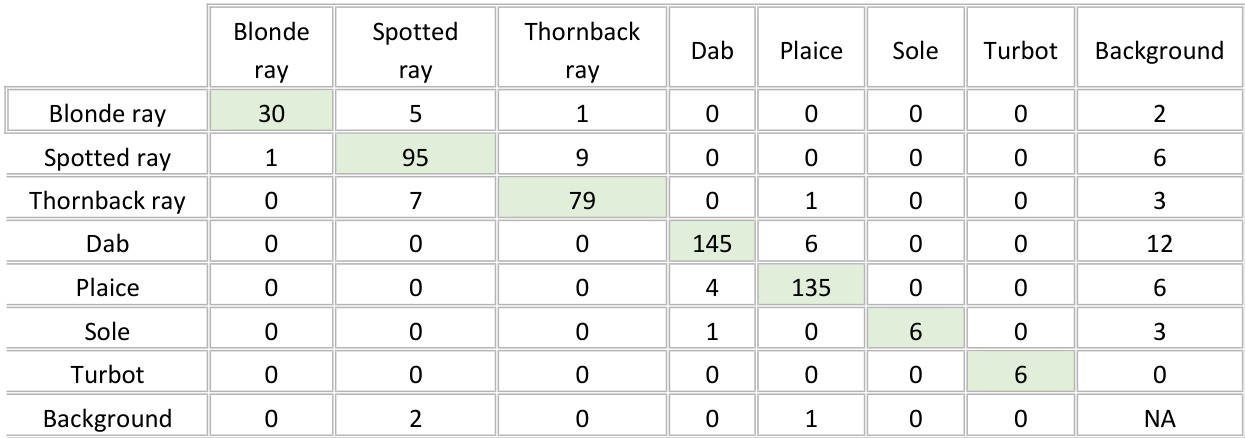 Blonde ray Spotted ray Thornback ray Dab Plaice Sole Turbot Background
Blonde ray 30 5 1 0 0 0 0 2
Spotted ray 1 95 9 0 0 0 0 6
Thornback ray 0 7 79 0 1 0 0 3
Dab 0 0 0 145 6 0 0 12
Plaice 0 0 0 4 135 0 0 6
Sole 0 0 0 1 0 6 0 3
Turbot 0 0 0 0 0 0 6 0
Background 0 2 0 0 1 0 0 NA